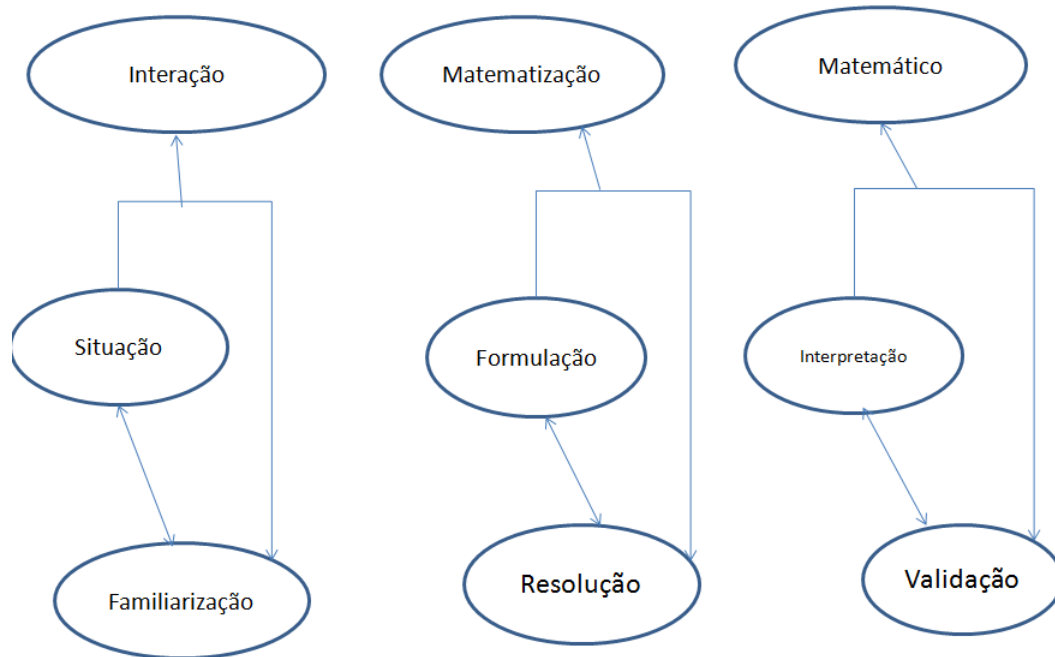 Interação
Matematização
Matemático
Situação
Formulação
Interpretação
Familiarização
Resolução
Validação